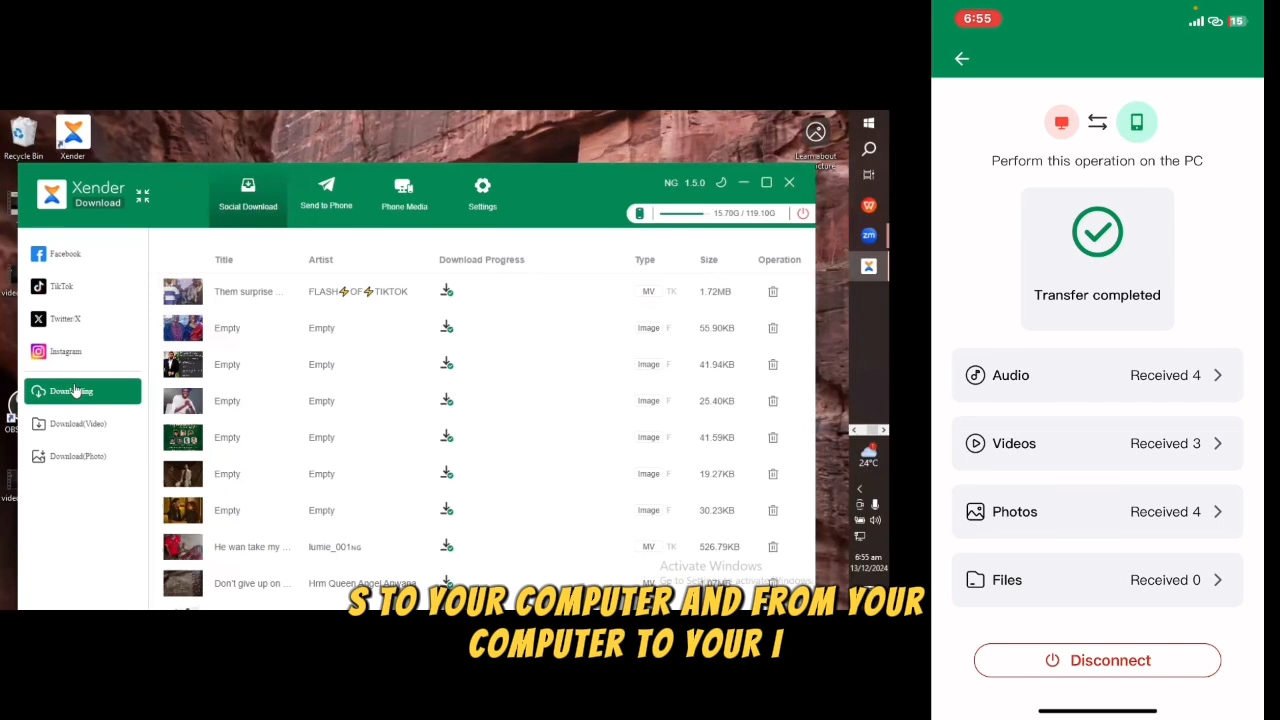 Recycle Bin
Xender
Learn about
picture
Xender
Download
Social Download
Send to Phone
Phone Media
Settings
NG 1.5.0
15.70G / 119.10G
Facebook
TikTok
Twitter/X
Instagram
Download(Video)
Download(Photo)
Title Artist Download Progress Type Size Operation
Them surprise ... FLASH⚡OF⚡TIKTOK MV TK 1.72MB
Empty Empty Image F 55.90KB
Empty Empty Image F 41.94KB
Empty Empty Image F 25.40KB
Empty Empty Image F 41.59KB
Empty Empty Image F 19.27KB
Empty Empty Image F 30.23KB
He wan take my ... lumie_001NG MV TK 526.79KB
Don't give up on ... Hrm Queen Angel Anwana
Activate Windows
zm
24°C
6:55 am
13/12/2024
S TO YOUR COMPUTER AND FROM YOUR
COMPUTER TO YOUR I
6:55
15
Perform this operation on the PC
Transfer completed
Audio Received 4
Videos Received 3
Photos Received 4
Files Received 0
Disconnect